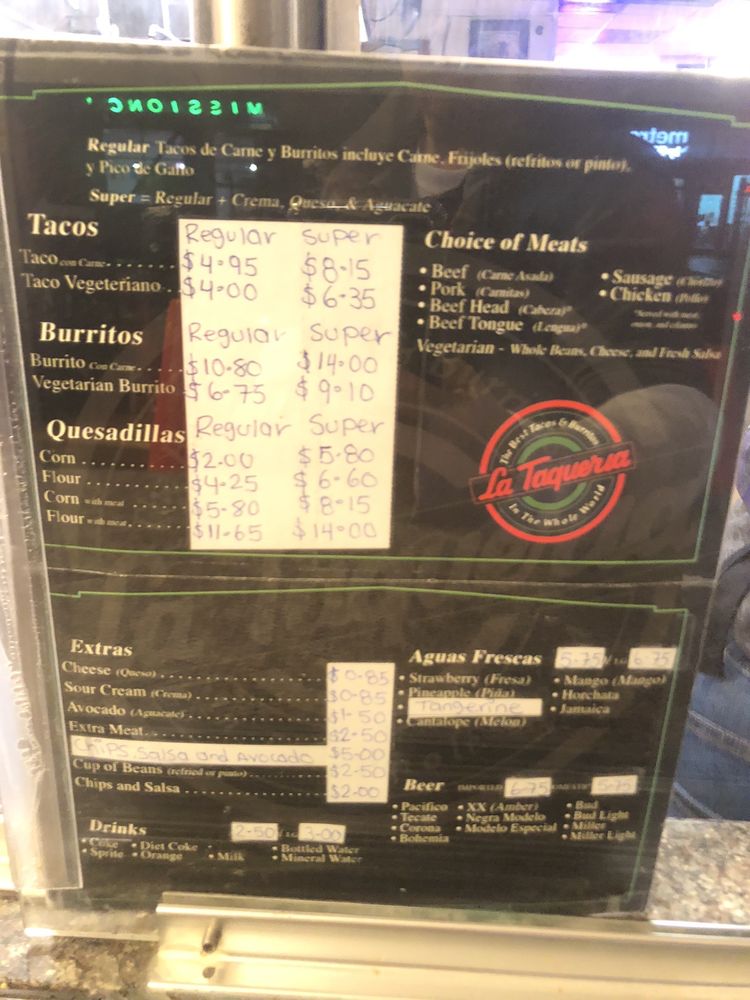 MISSION
metro
Regular Tacos de Carne y Burritos incluye Carne, Frijoles (refritos or pinto),
y Pico de Gallo
Super = Regular + Crema, Queso, & Aguacate
Tacos Regular Super
Taco con Carne $4.95 $8.15
Taco Vegeteriano $4.00 $6.35
Burritos Regular Super
Burrito Con Carne $10.80 $14.00
Vegetarian Burrito $6.75 $9.10
Quesadillas Regular Super
Corn $2.00 $5.80
Flour $4.25 $6.60
Corn with meat $5.80 $8.15
Flour with meat $11.65 $14.00
Choice of Meats
• Beef (Carne Asada)
• Pork (Carnitas)
• Beef Head (Cabeza)*
• Beef Tongue (Lengua)*
• Sausage (Chorizo)
• Chicken (Pollo)
Vegetarian - Whole Beans, Cheese, and Fresh Salsa
The Best Tacos & Burritos
La Taqueria
In The Whole World
Extras
Cheese (Queso) $0.85
Sour Cream (Crema) $0.85
Avocado (Aguacate) $1.50
Extra Meat $2.50
Chips, Salsa and Avocado $5.00
Cup of Beans (refried or pinto) $2.50
Chips and Salsa $2.00
Drinks 2.50 / LG 3.00
• Coke • Diet Coke • Bottled Water
• Sprite • Orange • Milk • Mineral Water
Aguas Frescas 5.75 / LG 6.75
• Strawberry (Fresa) • Mango (Mango)
• Pineapple (Piña) • Horchata
Tangerine • Jamaica
• Cantalope (Melon)
Beer IMPORTED 6.75 DOMESTIC 5.75
• Pacifico • XX (Amber) • Bud
• Tecate • Negra Modelo • Bud Light
• Corona • Modelo Especial • Miller
• Bohemia • Miller Light